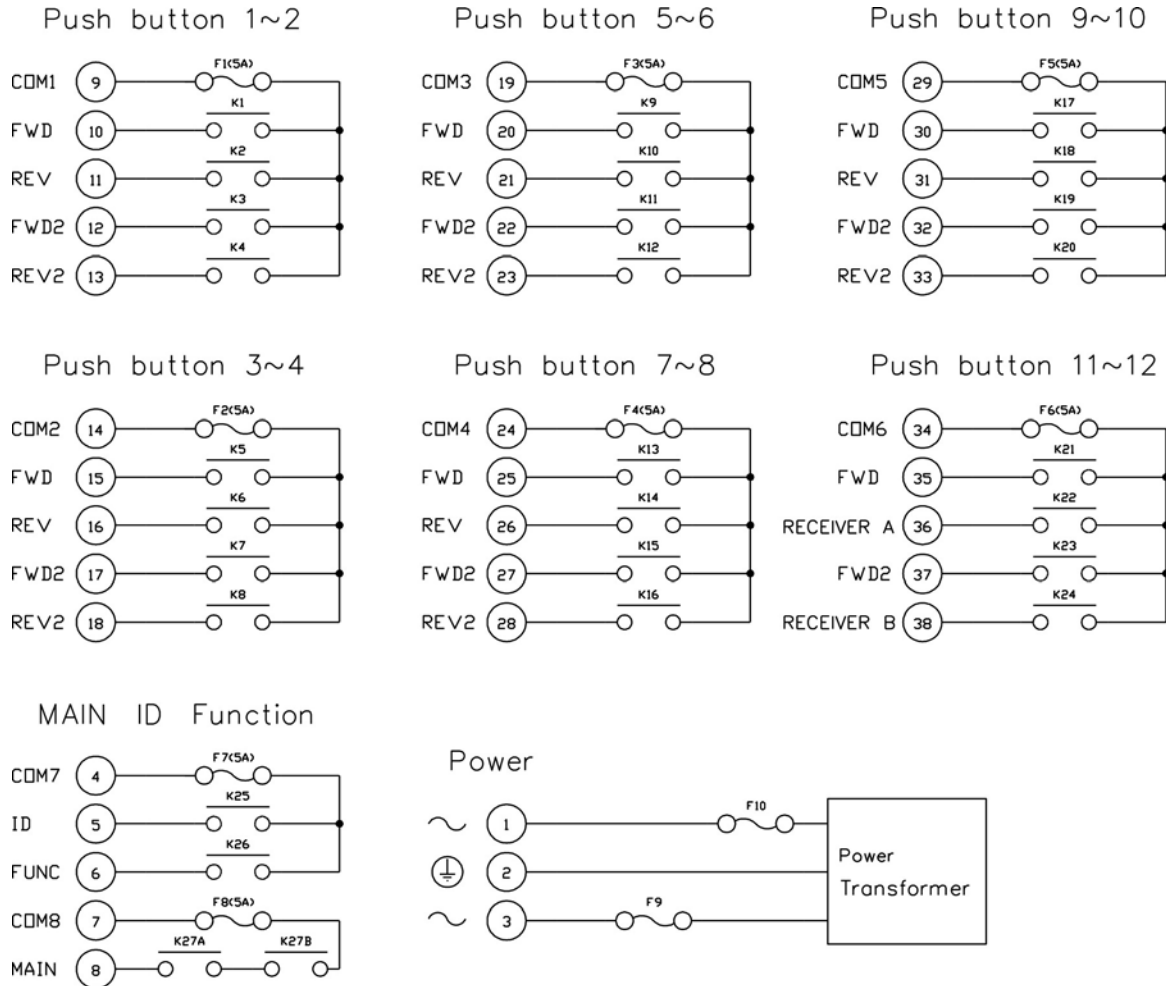 Push button 1~2
COM1 9 F1(5A)
K1
FWD 10
K2
REV 11
K3
FWD2 12
K4
REV2 13
Push button 5~6
COM3 19 F3(5A)
K9
FWD 20
K10
REV 21
K11
FWD2 22
K12
REV2 23
Push button 9~10
COM5 29 F5(5A)
K17
FWD 30
K18
REV 31
K19
FWD2 32
K20
REV2 33
Push button 3~4
COM2 14 F2(5A)
K5
FWD 15
K6
REV 16
K7
FWD2 17
K8
REV2 18
Push button 7~8
COM4 24 F4(5A)
K13
FWD 25
K14
REV 26
K15
FWD2 27
K16
REV2 28
Push button 11~12
COM6 34 F6(5A)
K21
FWD 35
K22
RECEIVER A 36
K23
FWD2 37
K24
RECEIVER B 38
MAIN ID Function
COM7 4 F7(5A)
K25
ID 5
K26
FUNC 6
COM8 7 F8(5A)
K27A K27B
MAIN 8
Power
1 F10
2
3 F9
Power
Transformer